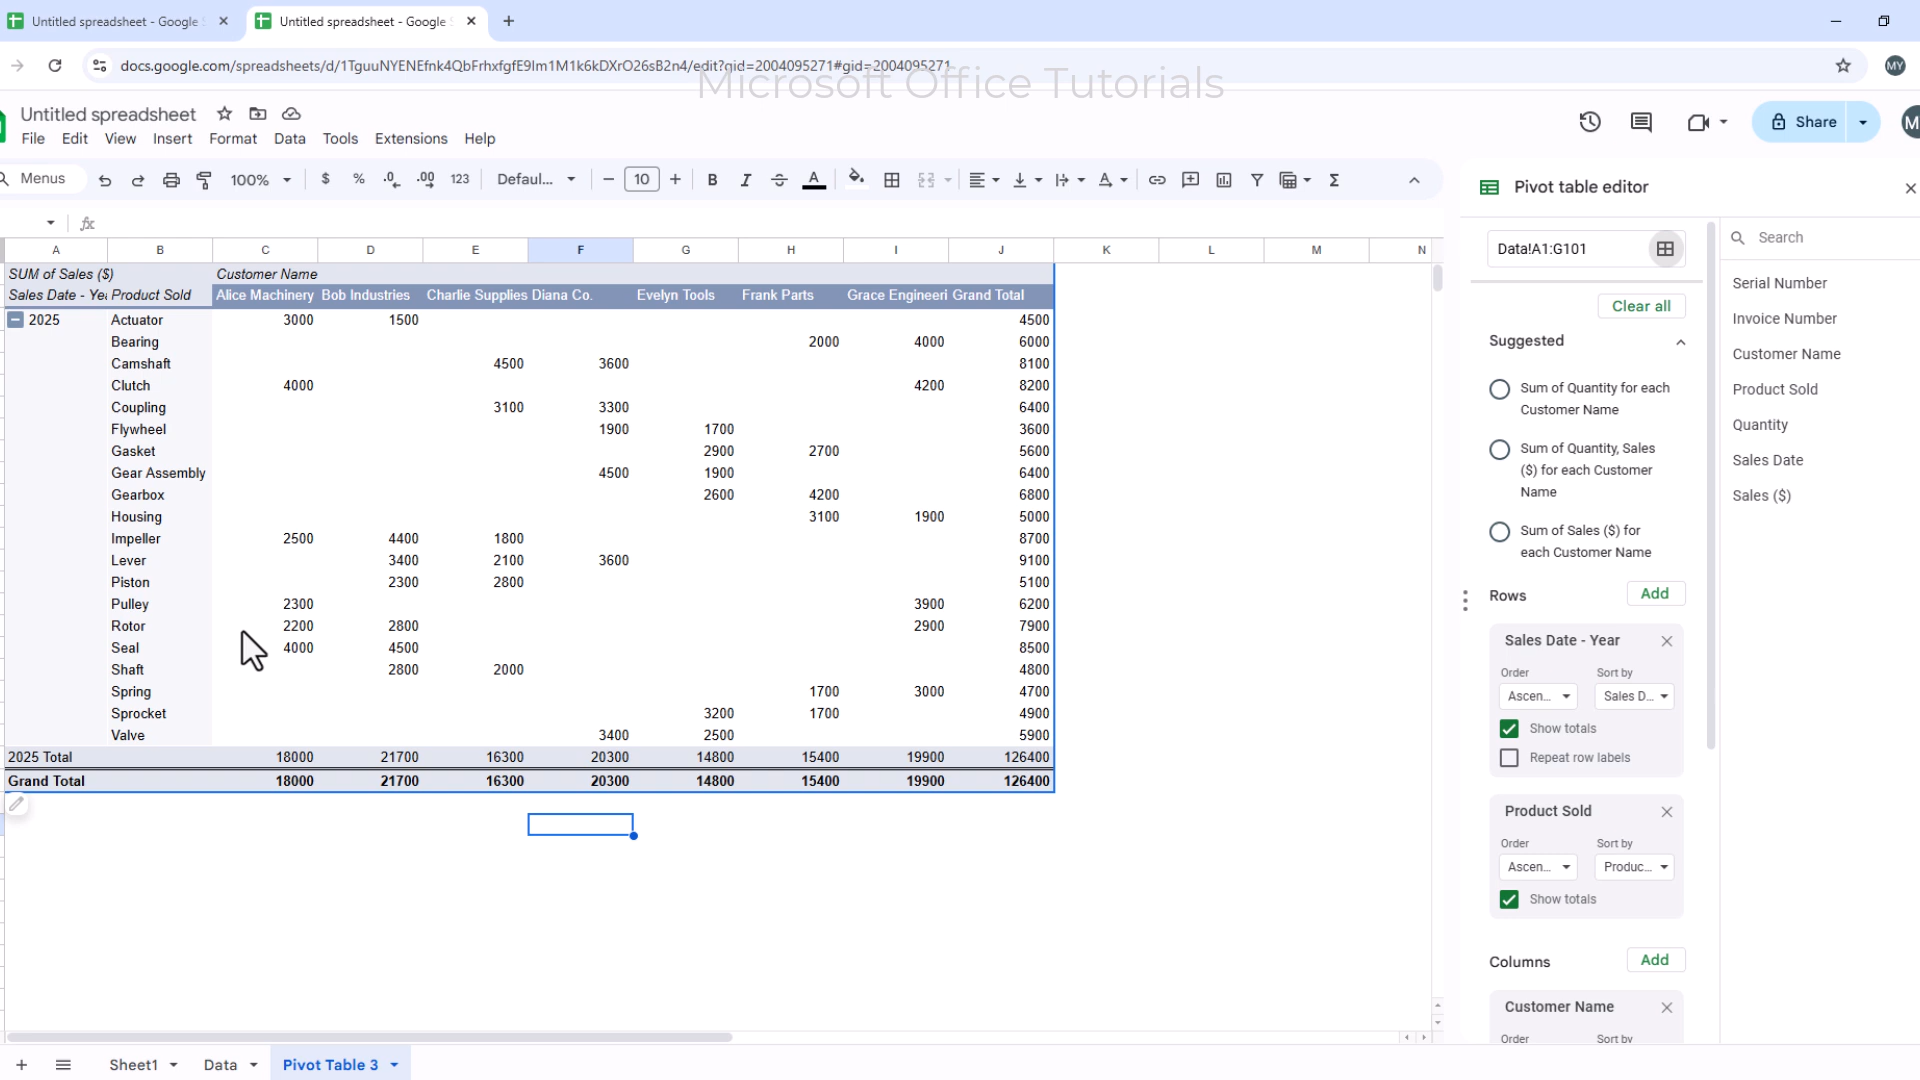 Untitled spreadsheet - Google S
Untitled spreadsheet - Google S
docs.google.com/spreadsheets/d/1TguuNYENEfnk4QbFrhxfgfE9Im1M1k6kDXrO26sB2n4/edit?gid=2004095271#gid=2004095271
MY
Microsoft Office Tutorials
Untitled spreadsheet
File Edit View Insert Format Data Tools Extensions Help
Share
M
Menus 100% $ % .0 .00 123 Defaul... 10 B I A
Pivot table editor
fx
A B C D E F G H I J K L M N
SUM of Sales ($) Customer Name
Sales Date - Yea Product Sold Alice Machinery Bob Industries Charlie Supplies Diana Co. Evelyn Tools Frank Parts Grace Engineeri Grand Total
2025 Actuator 3000 1500 4500
Bearing 2000 4000 6000
Camshaft 4500 3600 8100
Clutch 4000 4200 8200
Coupling 3100 3300 6400
Flywheel 1900 1700 3600
Gasket 2900 2700 5600
Gear Assembly 4500 1900 6400
Gearbox 2600 4200 6800
Housing 3100 1900 5000
Impeller 2500 4400 1800 8700
Lever 3400 2100 3600 9100
Piston 2300 2800 5100
Pulley 2300 3900 6200
Rotor 2200 2800 2900 7900
Seal 4000 4500 8500
Shaft 2800 2000 4800
Spring 1700 3000 4700
Sprocket 3200 1700 4900
Valve 3400 2500 5900
2025 Total 18000 21700 16300 20300 14800 15400 19900 126400
Grand Total 18000 21700 16300 20300 14800 15400 19900 126400
Data!A1:G101
Clear all
Suggested
Sum of Quantity for each
Customer Name
Sum of Quantity, Sales
($) for each Customer
Name
Sum of Sales ($) for
each Customer Name
Rows Add
Sales Date - Year
Order Sort by
Ascen... Sales D...
Show totals
Repeat row labels
Product Sold
Order Sort by
Ascen... Produc...
Show totals
Columns Add
Customer Name
Order Sort by
Search
Serial Number
Invoice Number
Customer Name
Product Sold
Quantity
Sales Date
Sales ($)
Sheet1 Data Pivot Table 3